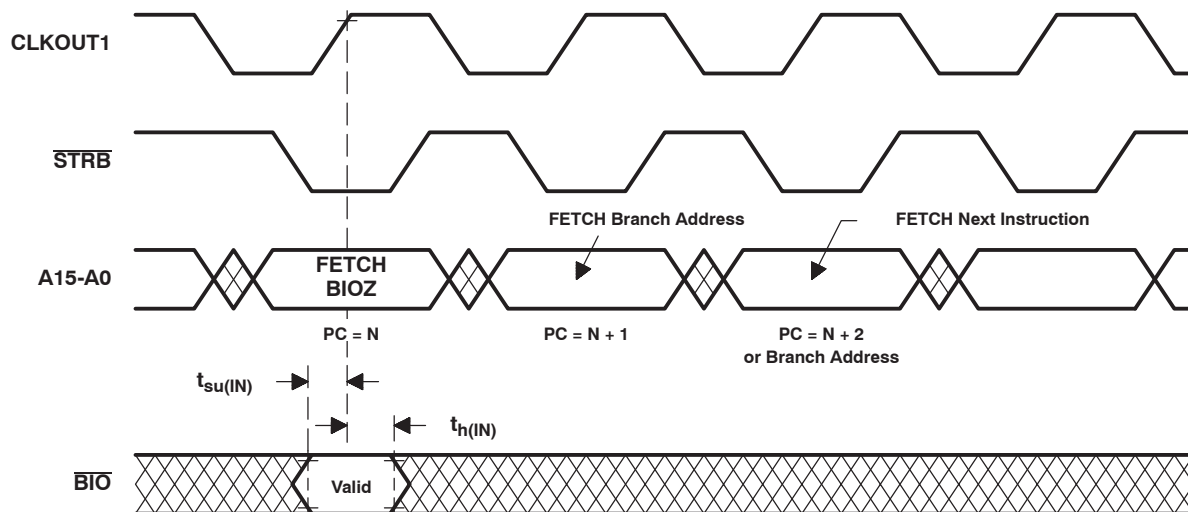 CLKOUT1
STRB
FETCH Branch Address
FETCH Next Instruction
A15-A0
FETCH
BIOZ
PC = N
PC = N + 1
PC = N + 2
or Branch Address
tsu(IN)
th(IN)
BIO
Valid